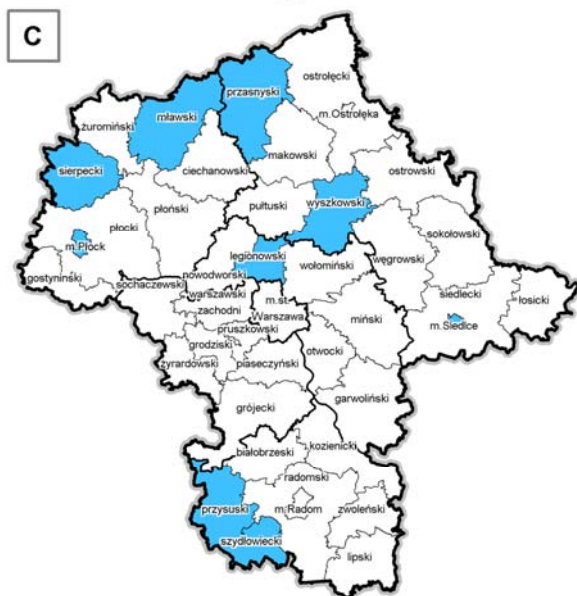 C
ostrołęcki
przasnyski
mławski
m.Ostrołęka
żuromiński
makowski
ciechanowski
sierpecki
ostrowski
pułtuski
wyszkowski
płoński
płocki
sokołowski
m.Płock
legionowski
węgrowski
wołomiński
gostyniński
nowodworski
sochaczewski
siedlecki
łosicki
warszawski
zachodni
m.st.
Warszawa
miński
m.Siedlce
pruszkowski
grodziski
otwocki
żyrardowski
piaseczyński
garwoliński
grójecki
kozienicki
białobrzeski
radomski
przysuski
m.Radom
zwoleński
szydłowiecki
lipski